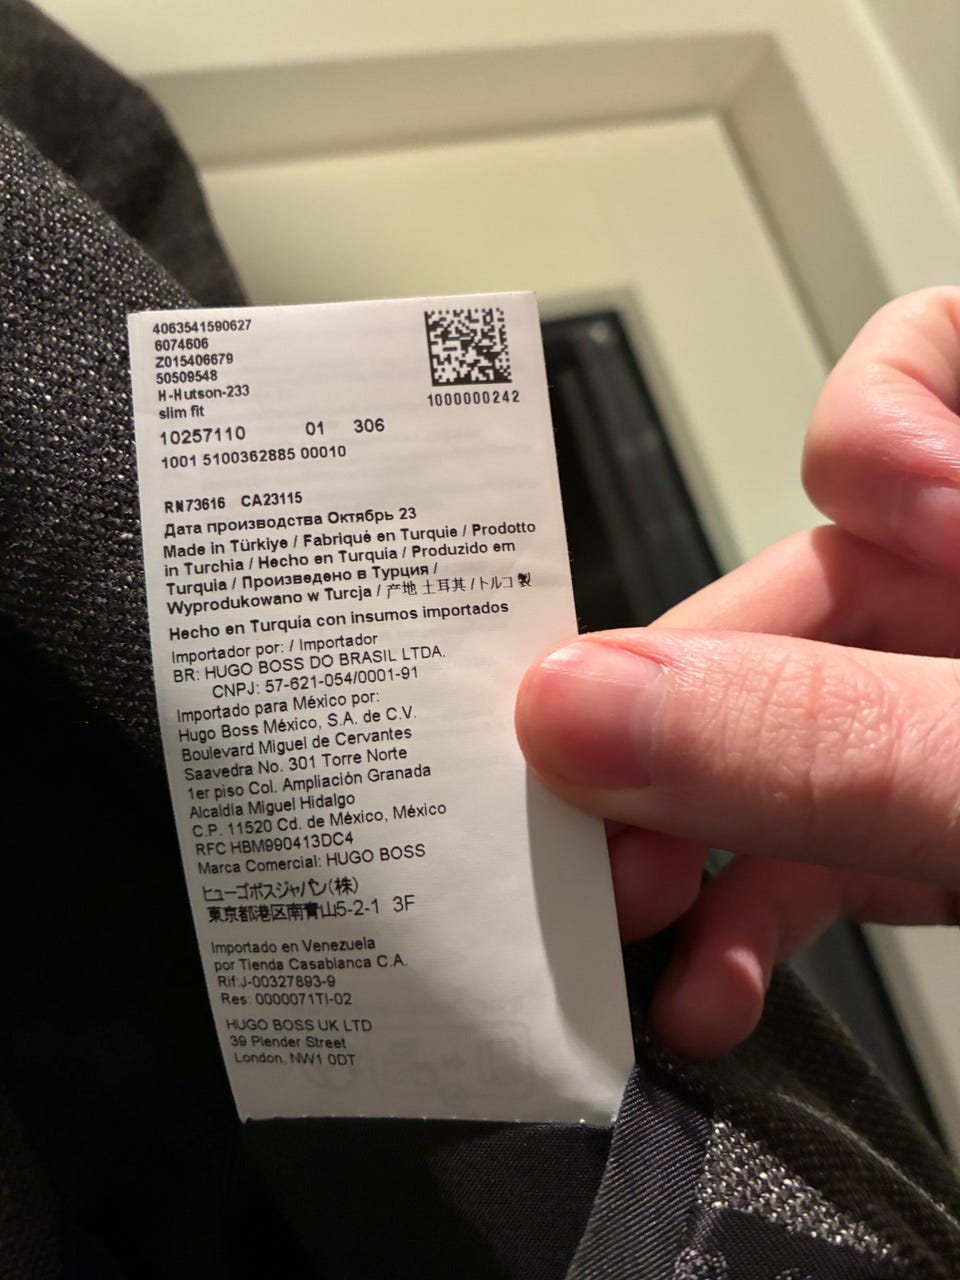 4063541590627
6074606
Z015406679
50509548
H-Hutson-233
slim fit
1000000242
10257110 01 306
1001 5100362885 00010
RN73616 CA23115
Дата производства Октябрь 23
Made in Türkiye / Fabriqué en Turquie / Prodotto
in Turchia / Hecho en Turquía / Produzido em
Turquia / Произведено в Турция /
Wyprodukowano w Turcja / 产地 土耳其 / トルコ製
Hecho en Turquía con insumos importados
Importador por: / Importador
BR: HUGO BOSS DO BRASIL LTDA.
CNPJ: 57-621-054/0001-91
Importado para México por:
Hugo Boss México, S.A. de C.V.
Boulevard Miguel de Cervantes
Saavedra No. 301 Torre Norte
1er piso Col. Ampliación Granada
Alcaldía Miguel Hidalgo
C.P. 11520 Cd. de México, México
RFC HBM990413DC4
Marca Comercial: HUGO BOSS
ヒューゴボスジャパン(株)
東京都港区南青山5-2-1 3F
Importado en Venezuela
por Tienda Casablanca C.A.
Rif.J-00327893-9
Res: 0000071TI-02
HUGO BOSS UK LTD
39 Plender Street
London, NW1 0DT